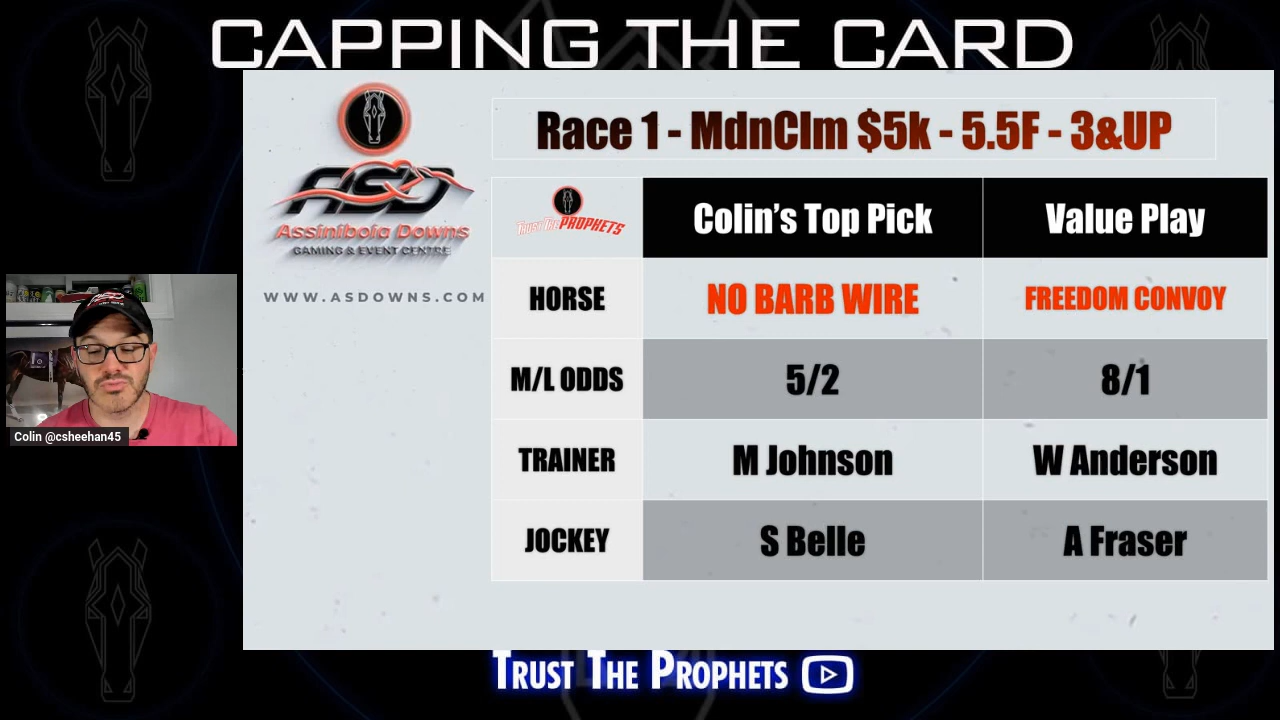 CAPPING THE CARD
ASD
Assiniboia Downs
GAMING & EVENT CENTRE
WWW.ASDOWNS.COM
Race 1 - MdnClm $5k - 5.5F - 3&UP
Trust The PROPHETS
Colin's Top Pick
Value Play
HORSE
NO BARB WIRE
FREEDOM CONVOY
M/L ODDS
5/2
8/1
TRAINER
M Johnson
W Anderson
JOCKEY
S Belle
A Fraser
Colin @csheehan45
TRUST THE PROPHETS